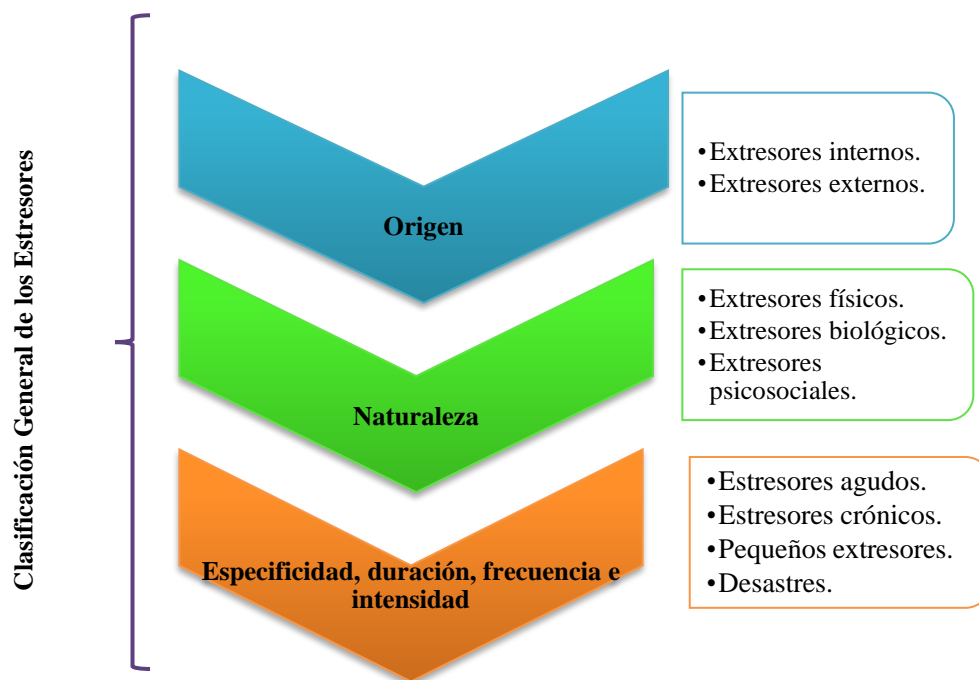 Clasificación General de los Estresores
Origen
•Extresores internos.
•Extresores externos.
Naturaleza
•Extresores físicos.
•Extresores biológicos.
•Extresores
psicosociales.
Especificidad, duración, frecuencia e
intensidad
•Estresores agudos.
•Estresores crónicos.
•Pequeños extresores.
•Desastres.